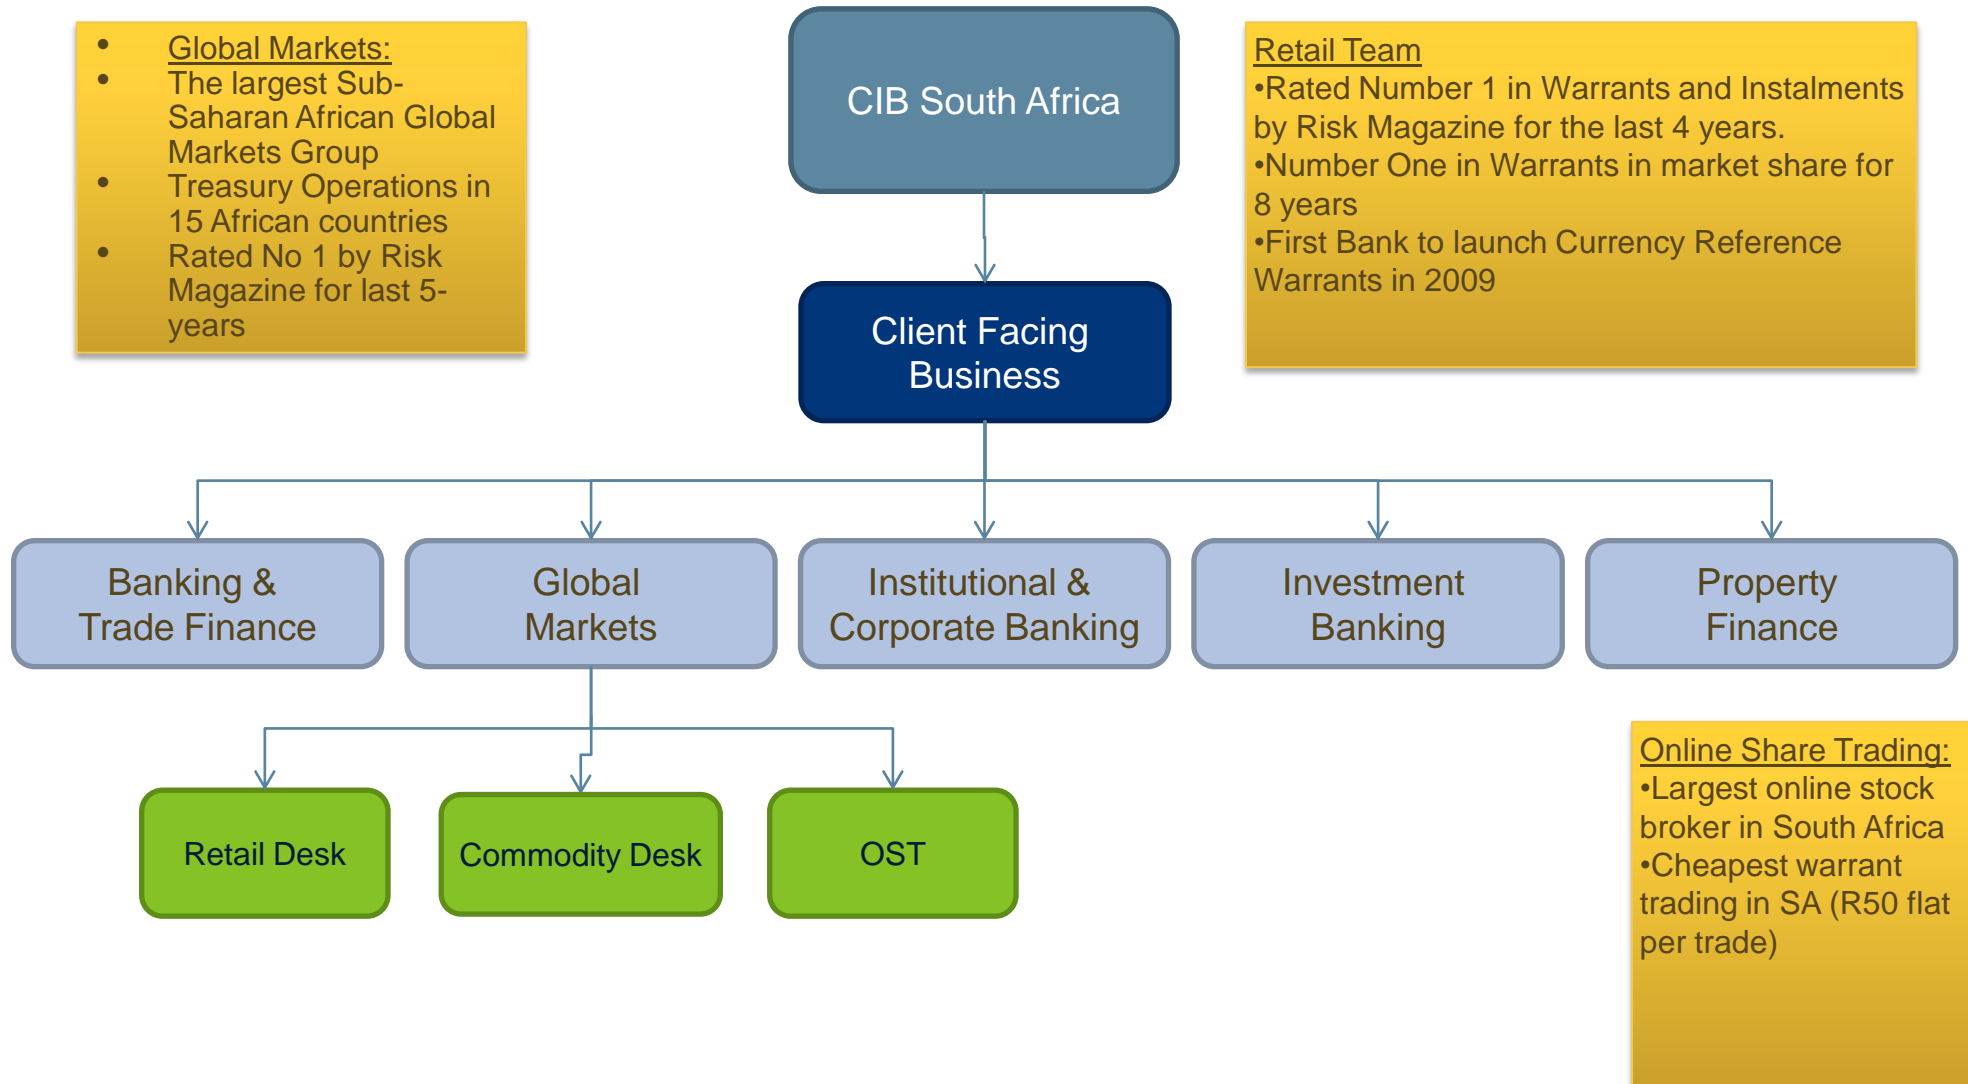 • Global Markets:
• The largest Sub-
Saharan African Global
Markets Group
• Treasury Operations in
15 African countries
• Rated No 1 by Risk
Magazine for last 5-
years
CIB South Africa
Retail Team
•Rated Number 1 in Warrants and Instalments
by Risk Magazine for the last 4 years.
•Number One in Warrants in market share for
8 years
•First Bank to launch Currency Reference
Warrants in 2009
Client Facing
Business
Banking &
Trade Finance
Global
Markets
Institutional &
Corporate Banking
Investment
Banking
Property
Finance
Retail Desk
Commodity Desk
OST
Online Share Trading:
•Largest online stock
broker in South Africa
•Cheapest warrant
trading in SA (R50 flat
per trade)